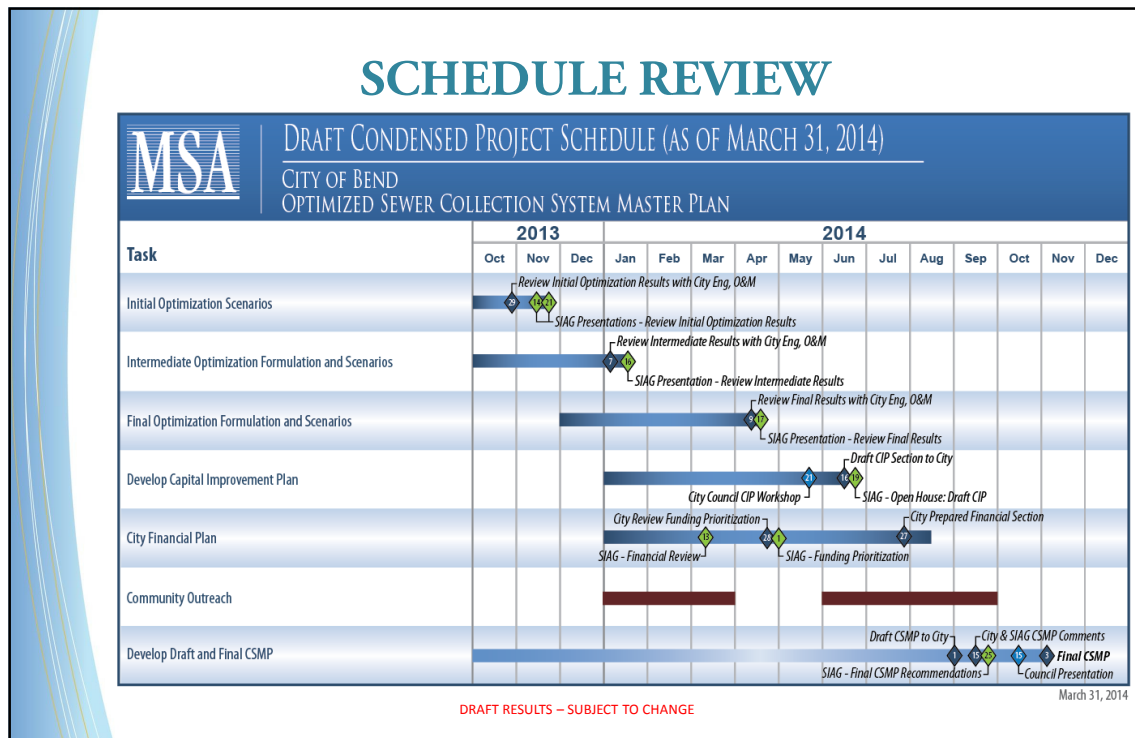 SCHEDULE REVIEW
MSA
DRAFT CONDENSED PROJECT SCHEDULE (AS OF MARCH 31, 2014)
CITY OF BEND
OPTIMIZED SEWER COLLECTION SYSTEM MASTER PLAN
Task
2013 2014
Oct Nov Dec Jan Feb Mar Apr May Jun Jul Aug Sep Oct Nov Dec
Review Initial Optimization Results with City Eng, O&M
Initial Optimization Scenarios
29 14 21
SIAG Presentations - Review Initial Optimization Results
Review Intermediate Results with City Eng, O&M
Intermediate Optimization Formulation and Scenarios
7 16
SIAG Presentation - Review Intermediate Results
Review Final Results with City Eng, O&M
Final Optimization Formulation and Scenarios
9 17
SIAG Presentation - Review Final Results
Draft CIP Section to City
Develop Capital Improvement Plan
21 16 19
City Council CIP Workshop SIAG - Open House: Draft CIP
City Review Funding Prioritization City Prepared Financial Section
City Financial Plan
13 28 1 27
SIAG - Financial Review SIAG - Funding Prioritization
Community Outreach
Draft CSMP to City City & SIAG CSMP Comments
Develop Draft and Final CSMP
1 15 25 15 3 Final CSMP
SIAG - Final CSMP Recommendations Council Presentation
March 31, 2014
DRAFT RESULTS – SUBJECT TO CHANGE